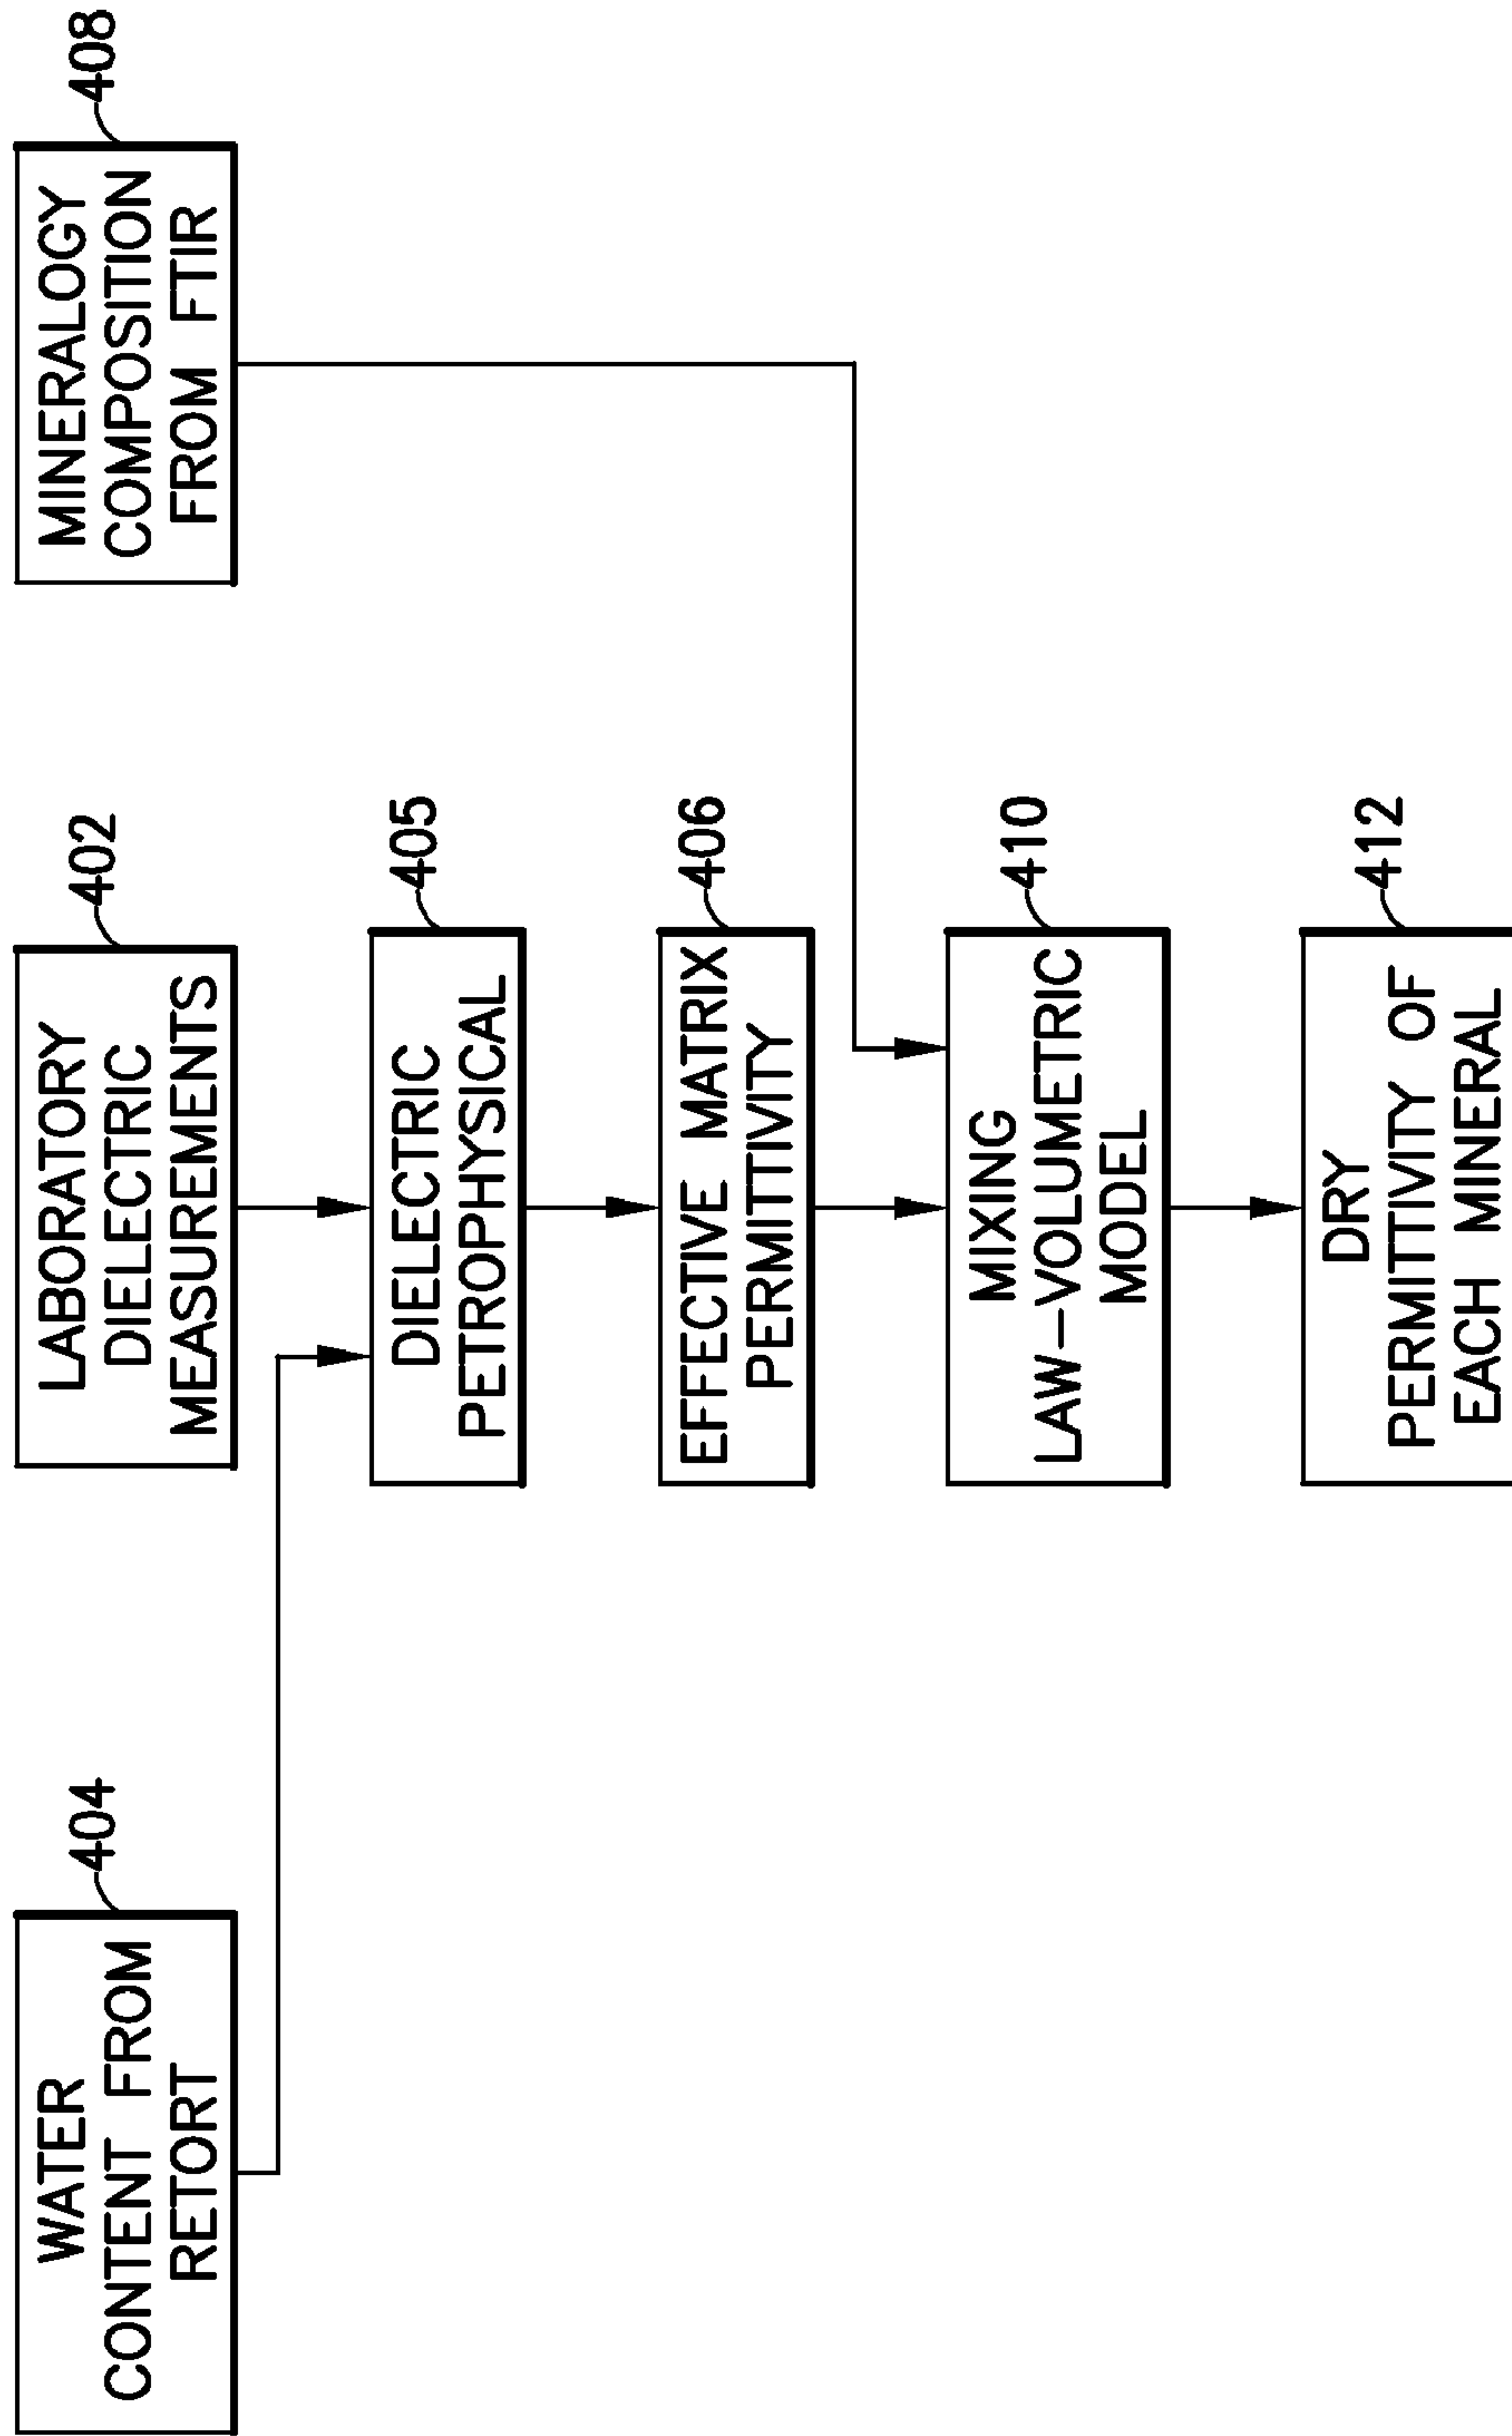 WATER
CONTENT FROM
RETORT
404
LABORATORY
DIELECTRIC
MEASUREMENTS
402
MINERALOGY
COMPOSITION
FROM FTIR
408
DIELECTRIC
PETROPHYSICAL
405
EFFECTIVE MATRIX
PERMITIVITY
406
MIXING
LAW-VOLUMETRIC
MODEL
410
DRY
PERMITTIVITY OF
EACH MINERAL
412